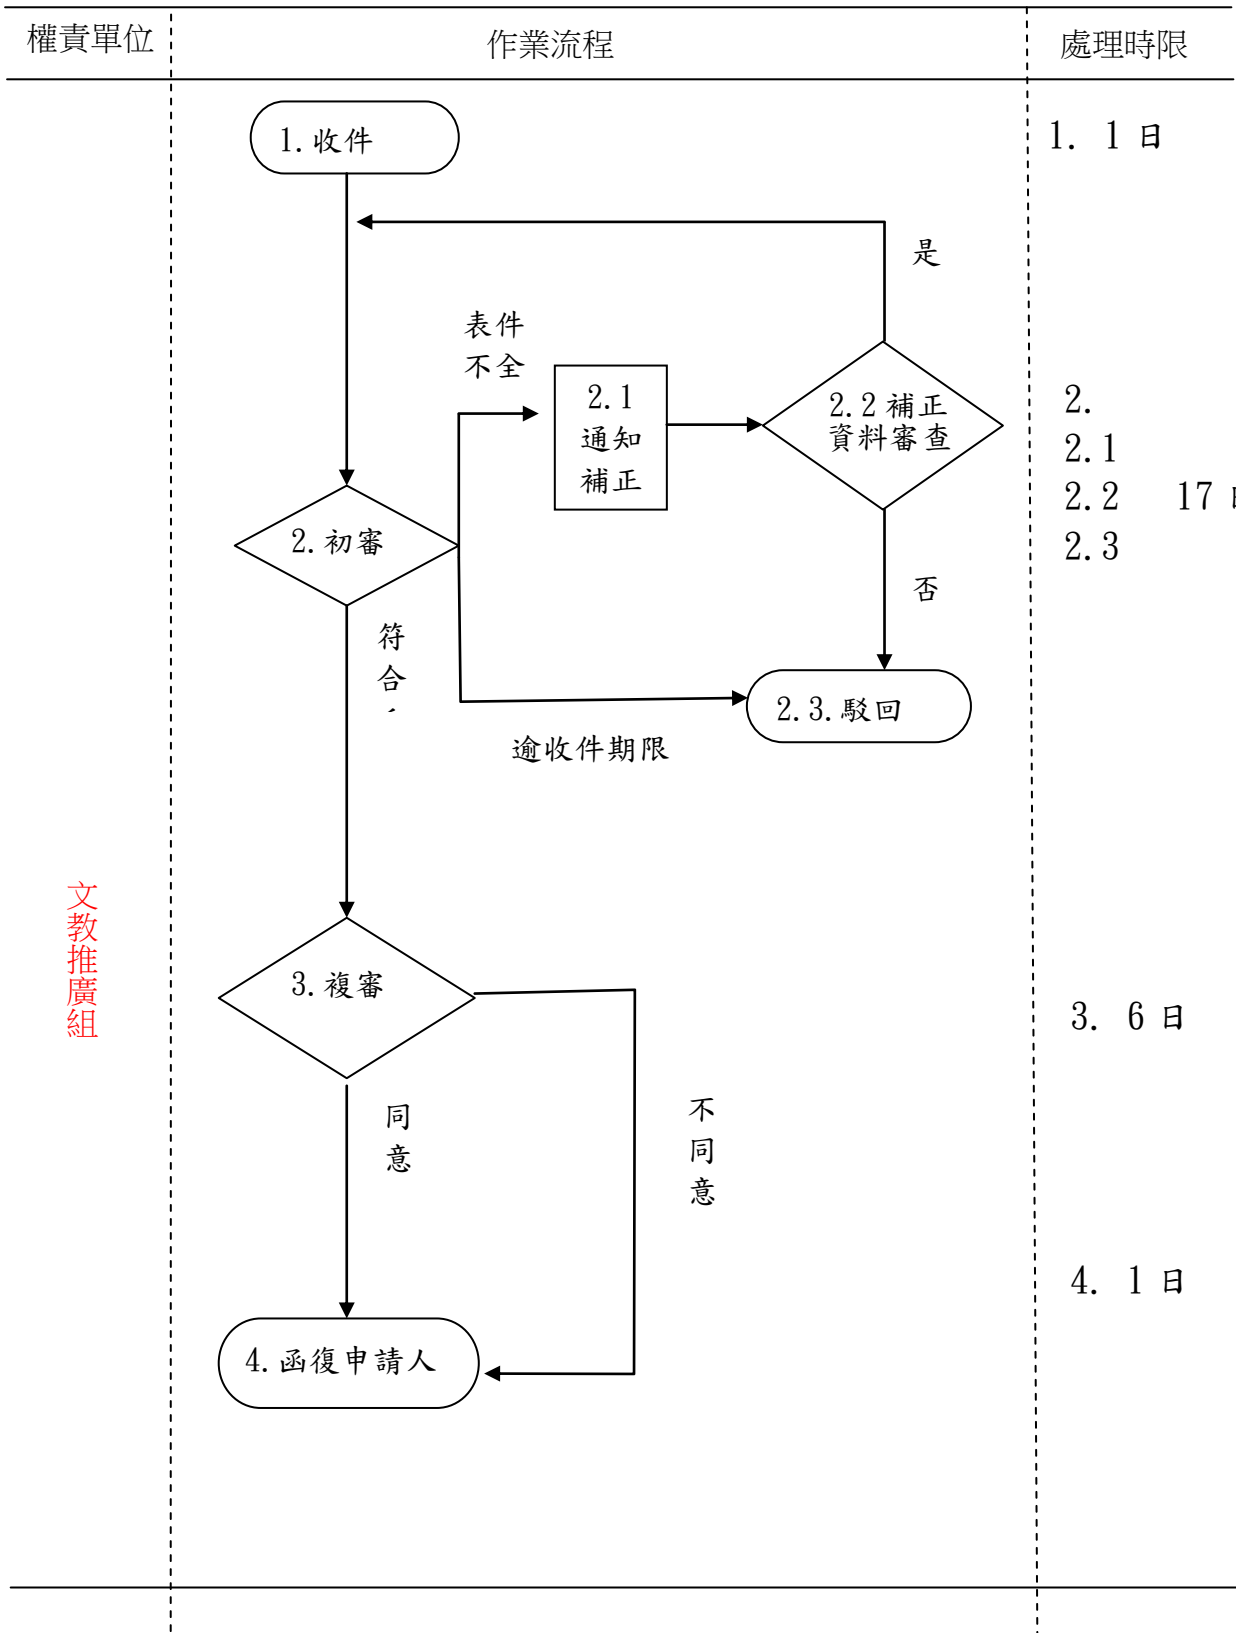 權責單位
作業流程
處理時限
1.收件
1. 1日
是
表件
不全
2.1
通知
補正
2.2補正
資料審查
2.
2.1
2.2 17
2.3
2.初審
否
符
合
2.3.駁回
逾收件期限
文教推廣組
3.複審
3. 6日
同意
不同意
4. 1日
4.函復申請人